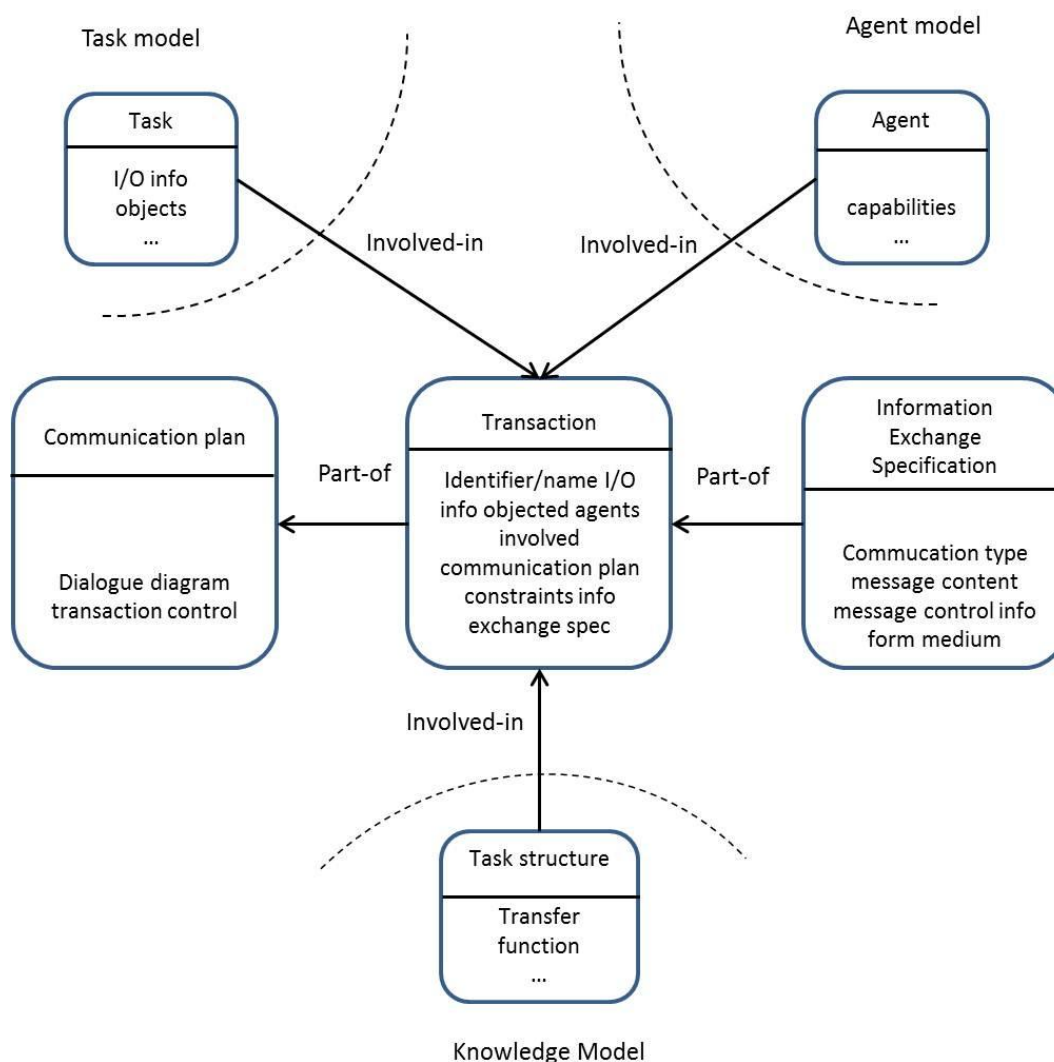 Task model
Agent model
Task
I/O info
objects
...
Agent
capabilities
...
Involved-in
Involved-in
Communication plan
Dialogue diagram
transaction control
Part-of
Transaction
Identifier/name I/O
info objected agents
involved
communication plan
constraints info
exchange spec
Part-of
Information
Exchange
Specification
Commucation type
message content
message control info
form medium
Involved-in
Task structure
Transfer
function
...
Knowledge Model